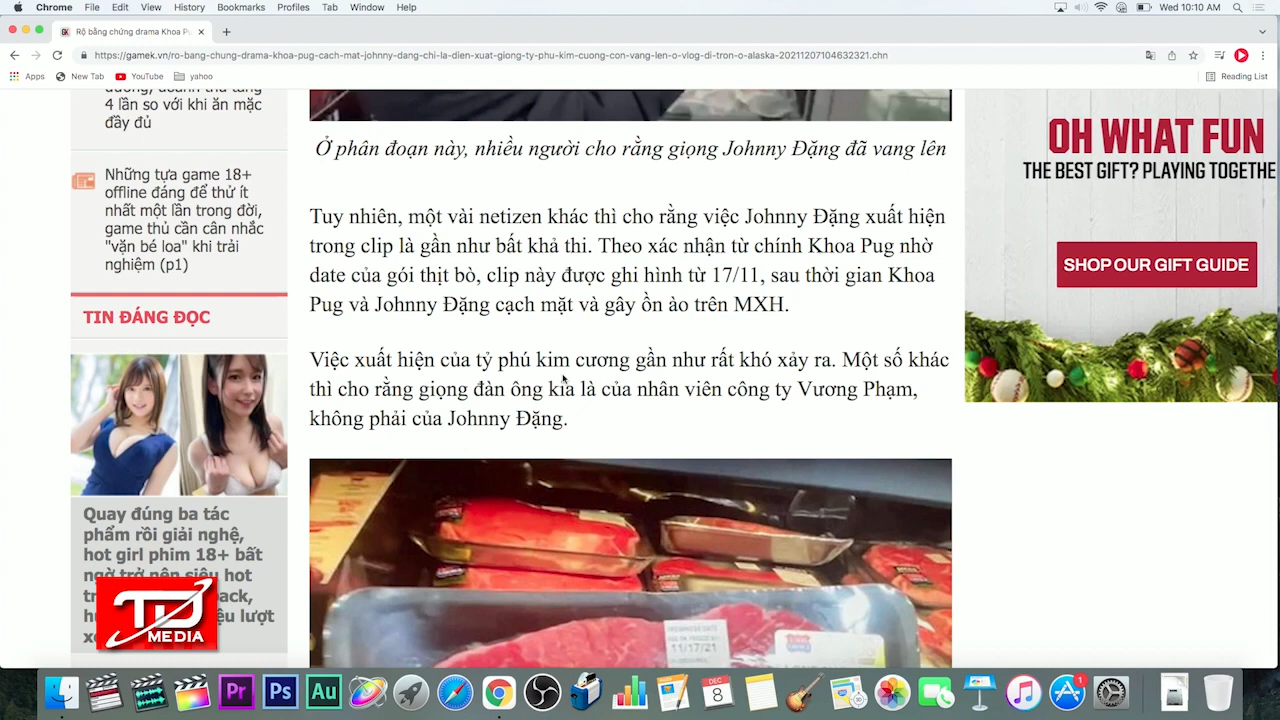 Chrome File Edit View History Bookmarks Profiles Tab Window Help
Wed 10:10 AM
Rộ bằng chứng drama Khoa Pu
https://gamek.vn/ro-bang-chung-drama-khoa-pug-cach-mat-johnny-dang-chi-la-dien-xuat-giong-ty-phu-kim-cuong-con-vang-len-o-vlog-di-tron-o-alaska-20211207104632321.chn
Apps New Tab YouTube yahoo
Reading List
4 lần so với khi ăn mặc
đầy đủ
Những tựa game 18+
offline đáng để thử ít
nhất một lần trong đời,
game thủ cần cân nhắc
"vặn bé loa" khi trải
nghiệm (p1)
TIN ĐÁNG ĐỌC
Quay đúng ba tác
phẩm rồi giải nghệ,
hot girl phim 18+ bất
TD
MEDIA
Ở phân đoạn này, nhiều người cho rằng giọng Johnny Đặng đã vang lên
Tuy nhiên, một vài netizen khác thì cho rằng việc Johnny Đặng xuất hiện
trong clip là gần như bất khả thi. Theo xác nhận từ chính Khoa Pug nhờ
date của gói thịt bò, clip này được ghi hình từ 17/11, sau thời gian Khoa
Pug và Johnny Đặng cạch mặt và gây ồn ào trên MXH.
Việc xuất hiện của tỷ phú kim cương gần như rất khó xảy ra. Một số khác
thì cho rằng giọng đàn ông kia là của nhân viên công ty Vương Phạm,
không phải của Johnny Đặng.
11/17/21
OH WHAT FUN
THE BEST GIFT? PLAYING TOGETHE
SHOP OUR GIFT GUIDE
Pr Ps Au
DEC
8
1